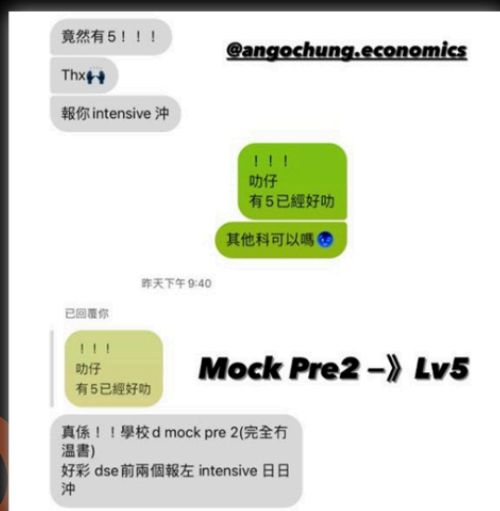 竟然有5！！！
@angochung.economics
Thx
報你intensive 沖
！！！
叻仔
有5已經好叻
其他科可以嗎
昨天下午9:40
已回覆你
！！！
叻仔
有5已經好叻
Mock Pre2 –》 Lv5
真係！！學校d mock pre 2(完全冇
溫書)
好彩 dse前兩個報左 intensive 日日
沖